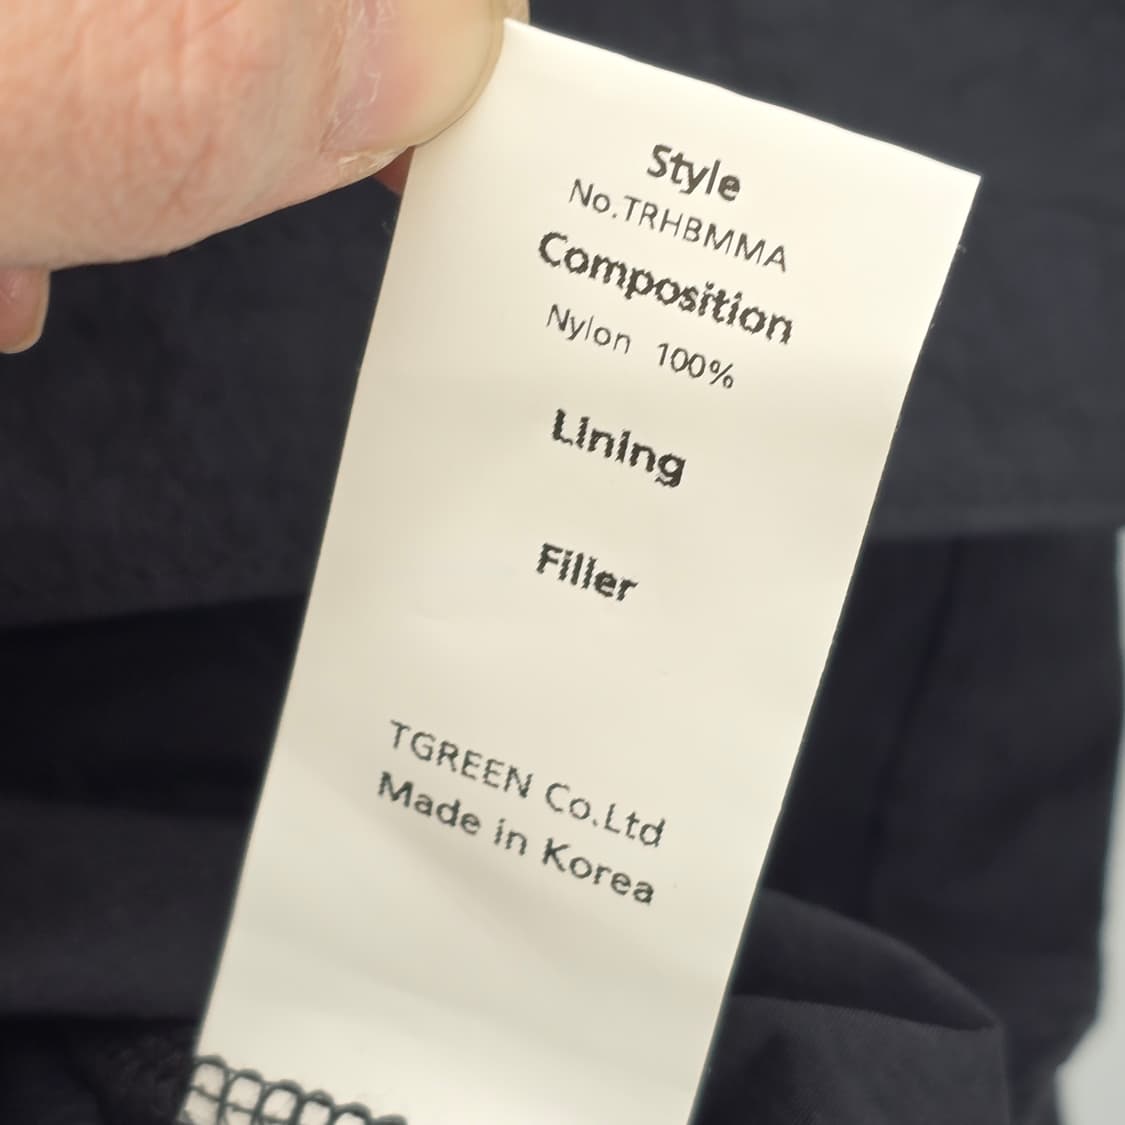 Style
No.TRHBMMA
Composition
Nylon 100%
Lining
Filler
TGREEN Co.Ltd
Made in Korea